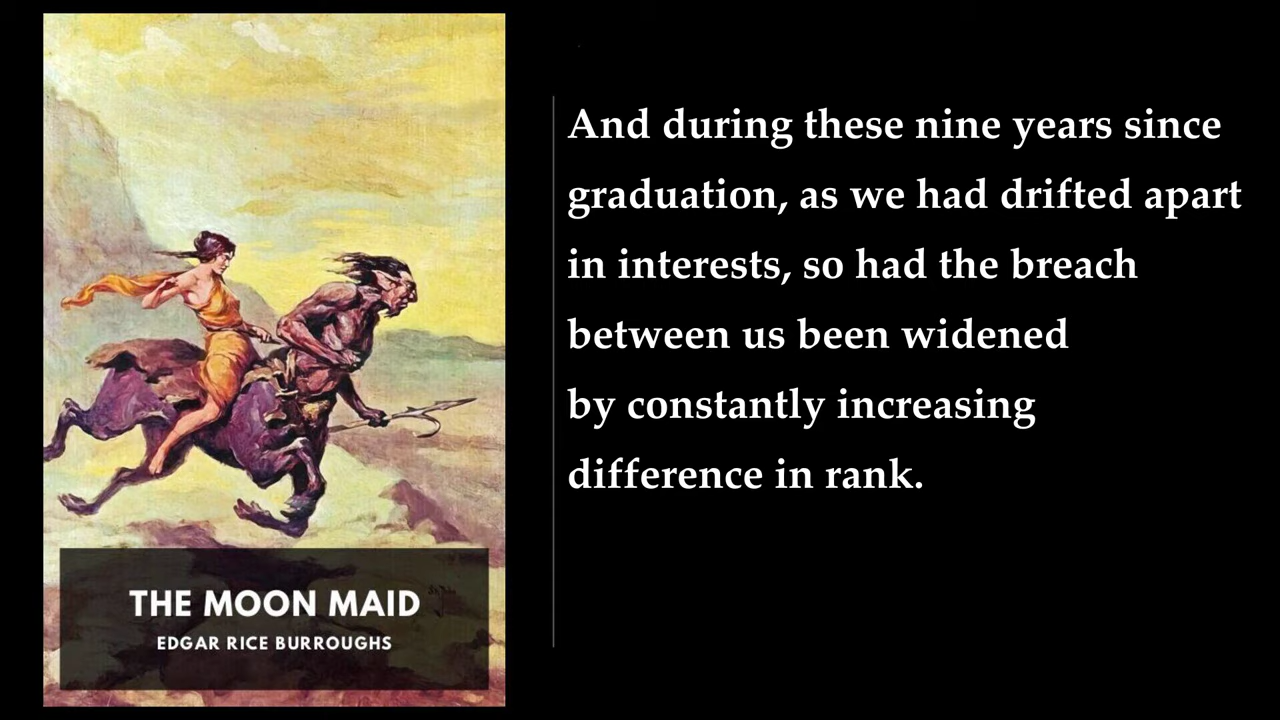 And during these nine years since
graduation, as we had drifted apart
in interests, so had the breach
between us been widened
by constantly increasing
difference in rank.
THE MOON MAID
EDGAR RICE BURROUGHS